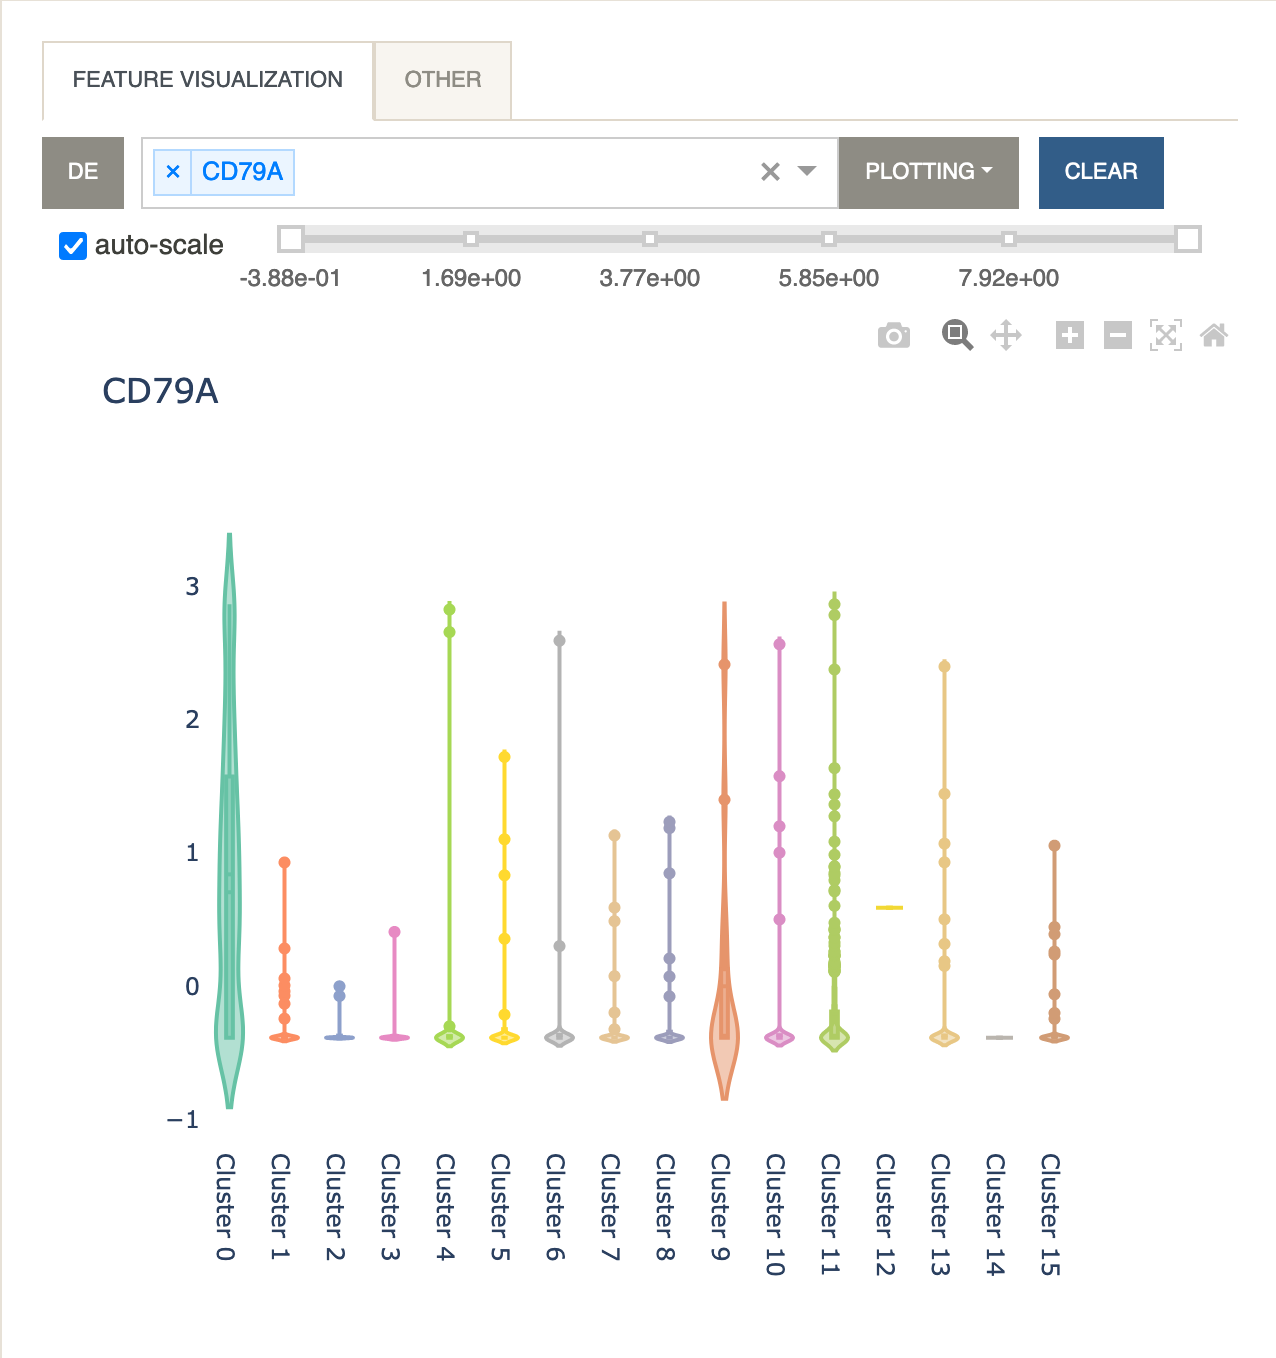 FEATURE VISUALIZATION OTHER
DE × CD79A × PLOTTING CLEAR
auto-scale
-3.88e-01 1.69e+00 3.77e+00 5.85e+00 7.92e+00
CD79A
3
2
1
0
−1
Cluster 0
Cluster 1
Cluster 2
Cluster 3
Cluster 4
Cluster 5
Cluster 6
Cluster 7
Cluster 8
Cluster 9
Cluster 10
Cluster 11
Cluster 12
Cluster 13
Cluster 14
Cluster 15